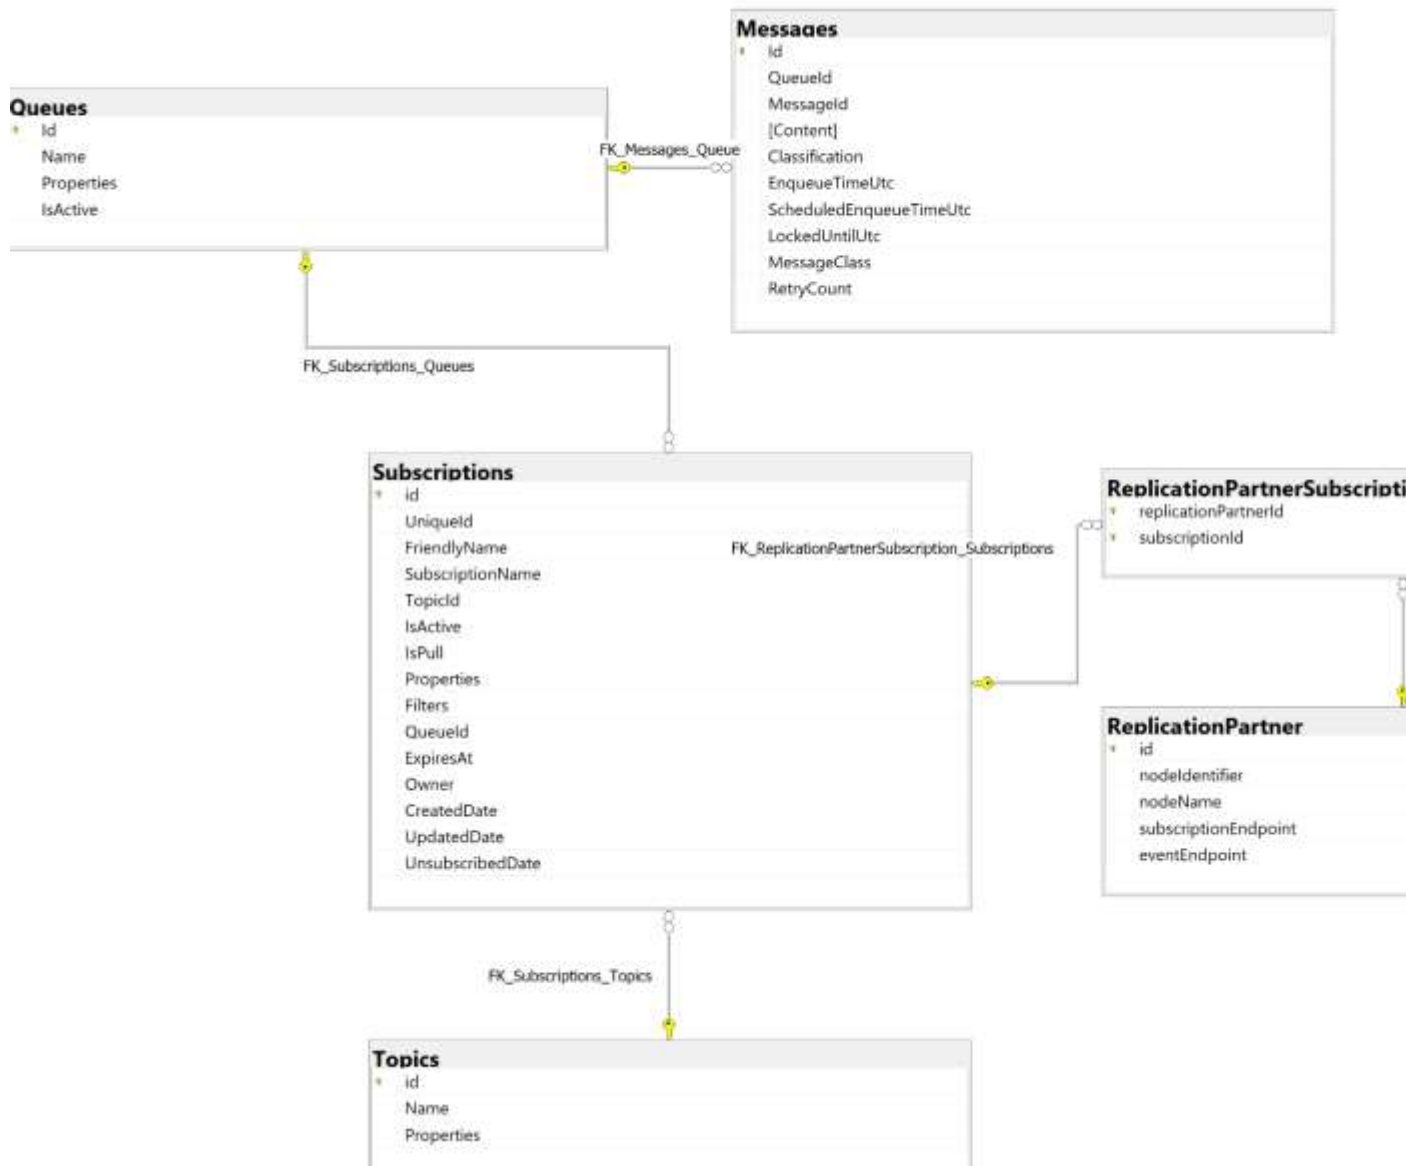 Messages
Id
QueueId
MessageId
[Content]
Classification
EnqueueTimeUtc
ScheduledEnqueueTimeUtc
LockedUntilUtc
MessageClass
RetryCount
Queues
Id
Name
Properties
IsActive
FK_Messages_Queue
FK_Subscriptions_Queues
Subscriptions
id
UniqueId
FriendlyName
SubscriptionName
TopicId
IsActive
IsPull
Properties
Filters
QueueId
ExpiresAt
Owner
CreatedDate
UpdatedDate
UnsubscribedDate
FK_ReplicationPartnerSubscription_Subscriptions
ReplicationPartnerSubscripti
replicationPartnerId
subscriptionId
ReplicationPartner
id
nodeIdentifier
nodeName
subscriptionEndpoint
eventEndpoint
FK_Subscriptions_Topics
Topics
id
Name
Properties